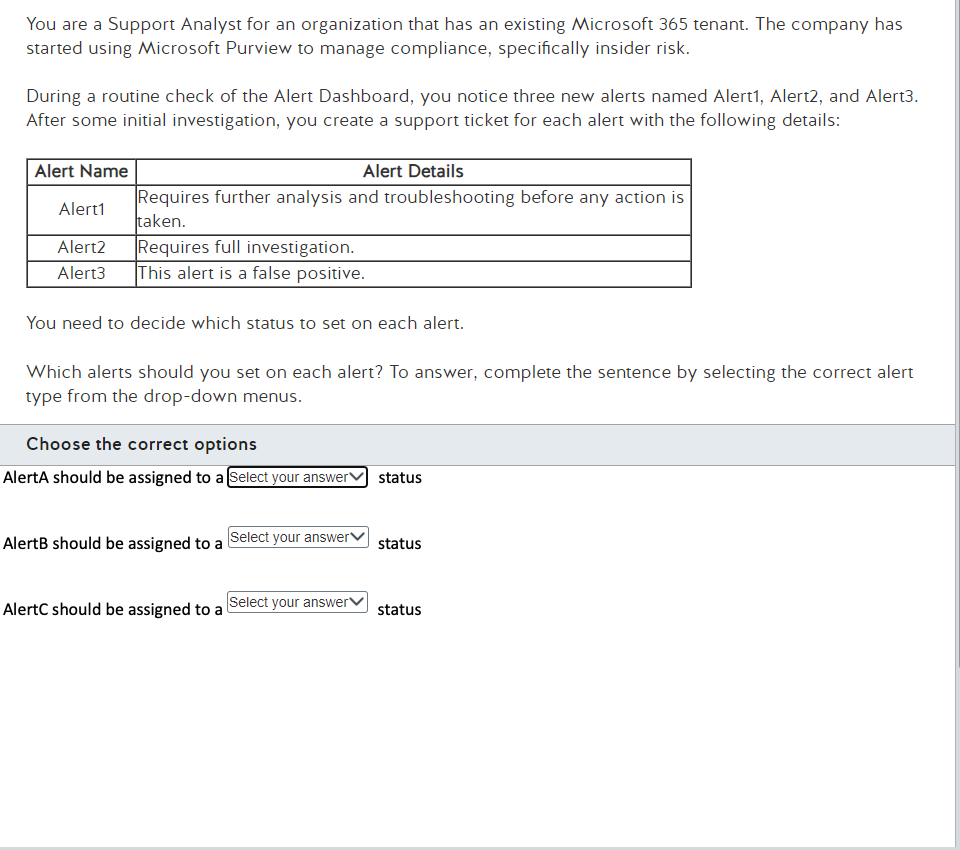 You are a Support Analyst for an organization that has an existing Microsoft 365 tenant. The company has
started using Microsoft Purview to manage compliance, specifically insider risk.
During a routine check of the Alert Dashboard, you notice three new alerts named Alert1, Alert2, and Alert3.
After some initial investigation, you create a support ticket for each alert with the following details:
Alert Name Alert Details
Alert1 Requires further analysis and troubleshooting before any action is
taken.
Alert2 Requires full investigation.
Alert3 This alert is a false positive.
You need to decide which status to set on each alert.
Which alerts should you set on each alert? To answer, complete the sentence by selecting the correct alert
type from the drop-down menus.
Choose the correct options
AlertA should be assigned to a Select your answer status
AlertB should be assigned to a Select your answer status
AlertC should be assigned to a Select your answer status